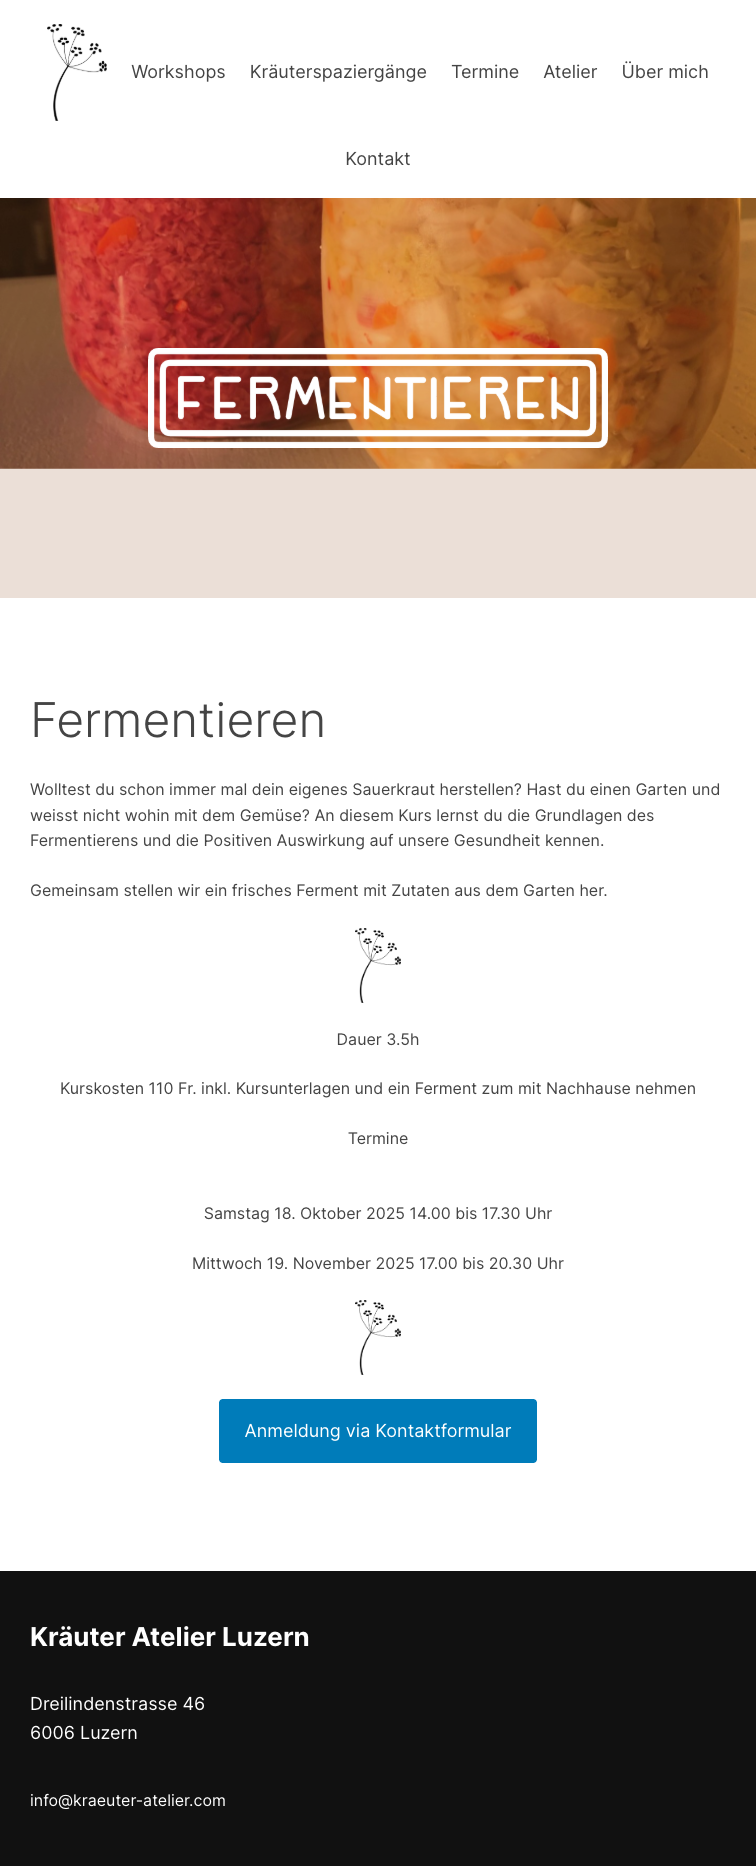 Workshops Kräuterspaziergänge Termine Atelier Über mich
Kontakt
FERMENTIEREN
Fermentieren
Wolltest du schon immer mal dein eigenes Sauerkraut herstellen? Hast du einen Garten und
weisst nicht wohin mit dem Gemüse? An diesem Kurs lernst du die Grundlagen des
Fermentierens und die Positiven Auswirkung auf unsere Gesundheit kennen.
Gemeinsam stellen wir ein frisches Ferment mit Zutaten aus dem Garten her.
Dauer 3.5h
Kurskosten 110 Fr. inkl. Kursunterlagen und ein Ferment zum mit Nachhause nehmen
Termine
Samstag 18. Oktober 2025 14.00 bis 17.30 Uhr
Mittwoch 19. November 2025 17.00 bis 20.30 Uhr
Anmeldung via Kontaktformular
Kräuter Atelier Luzern
Dreilindenstrasse 46
6006 Luzern
info@kraeuter-atelier.com